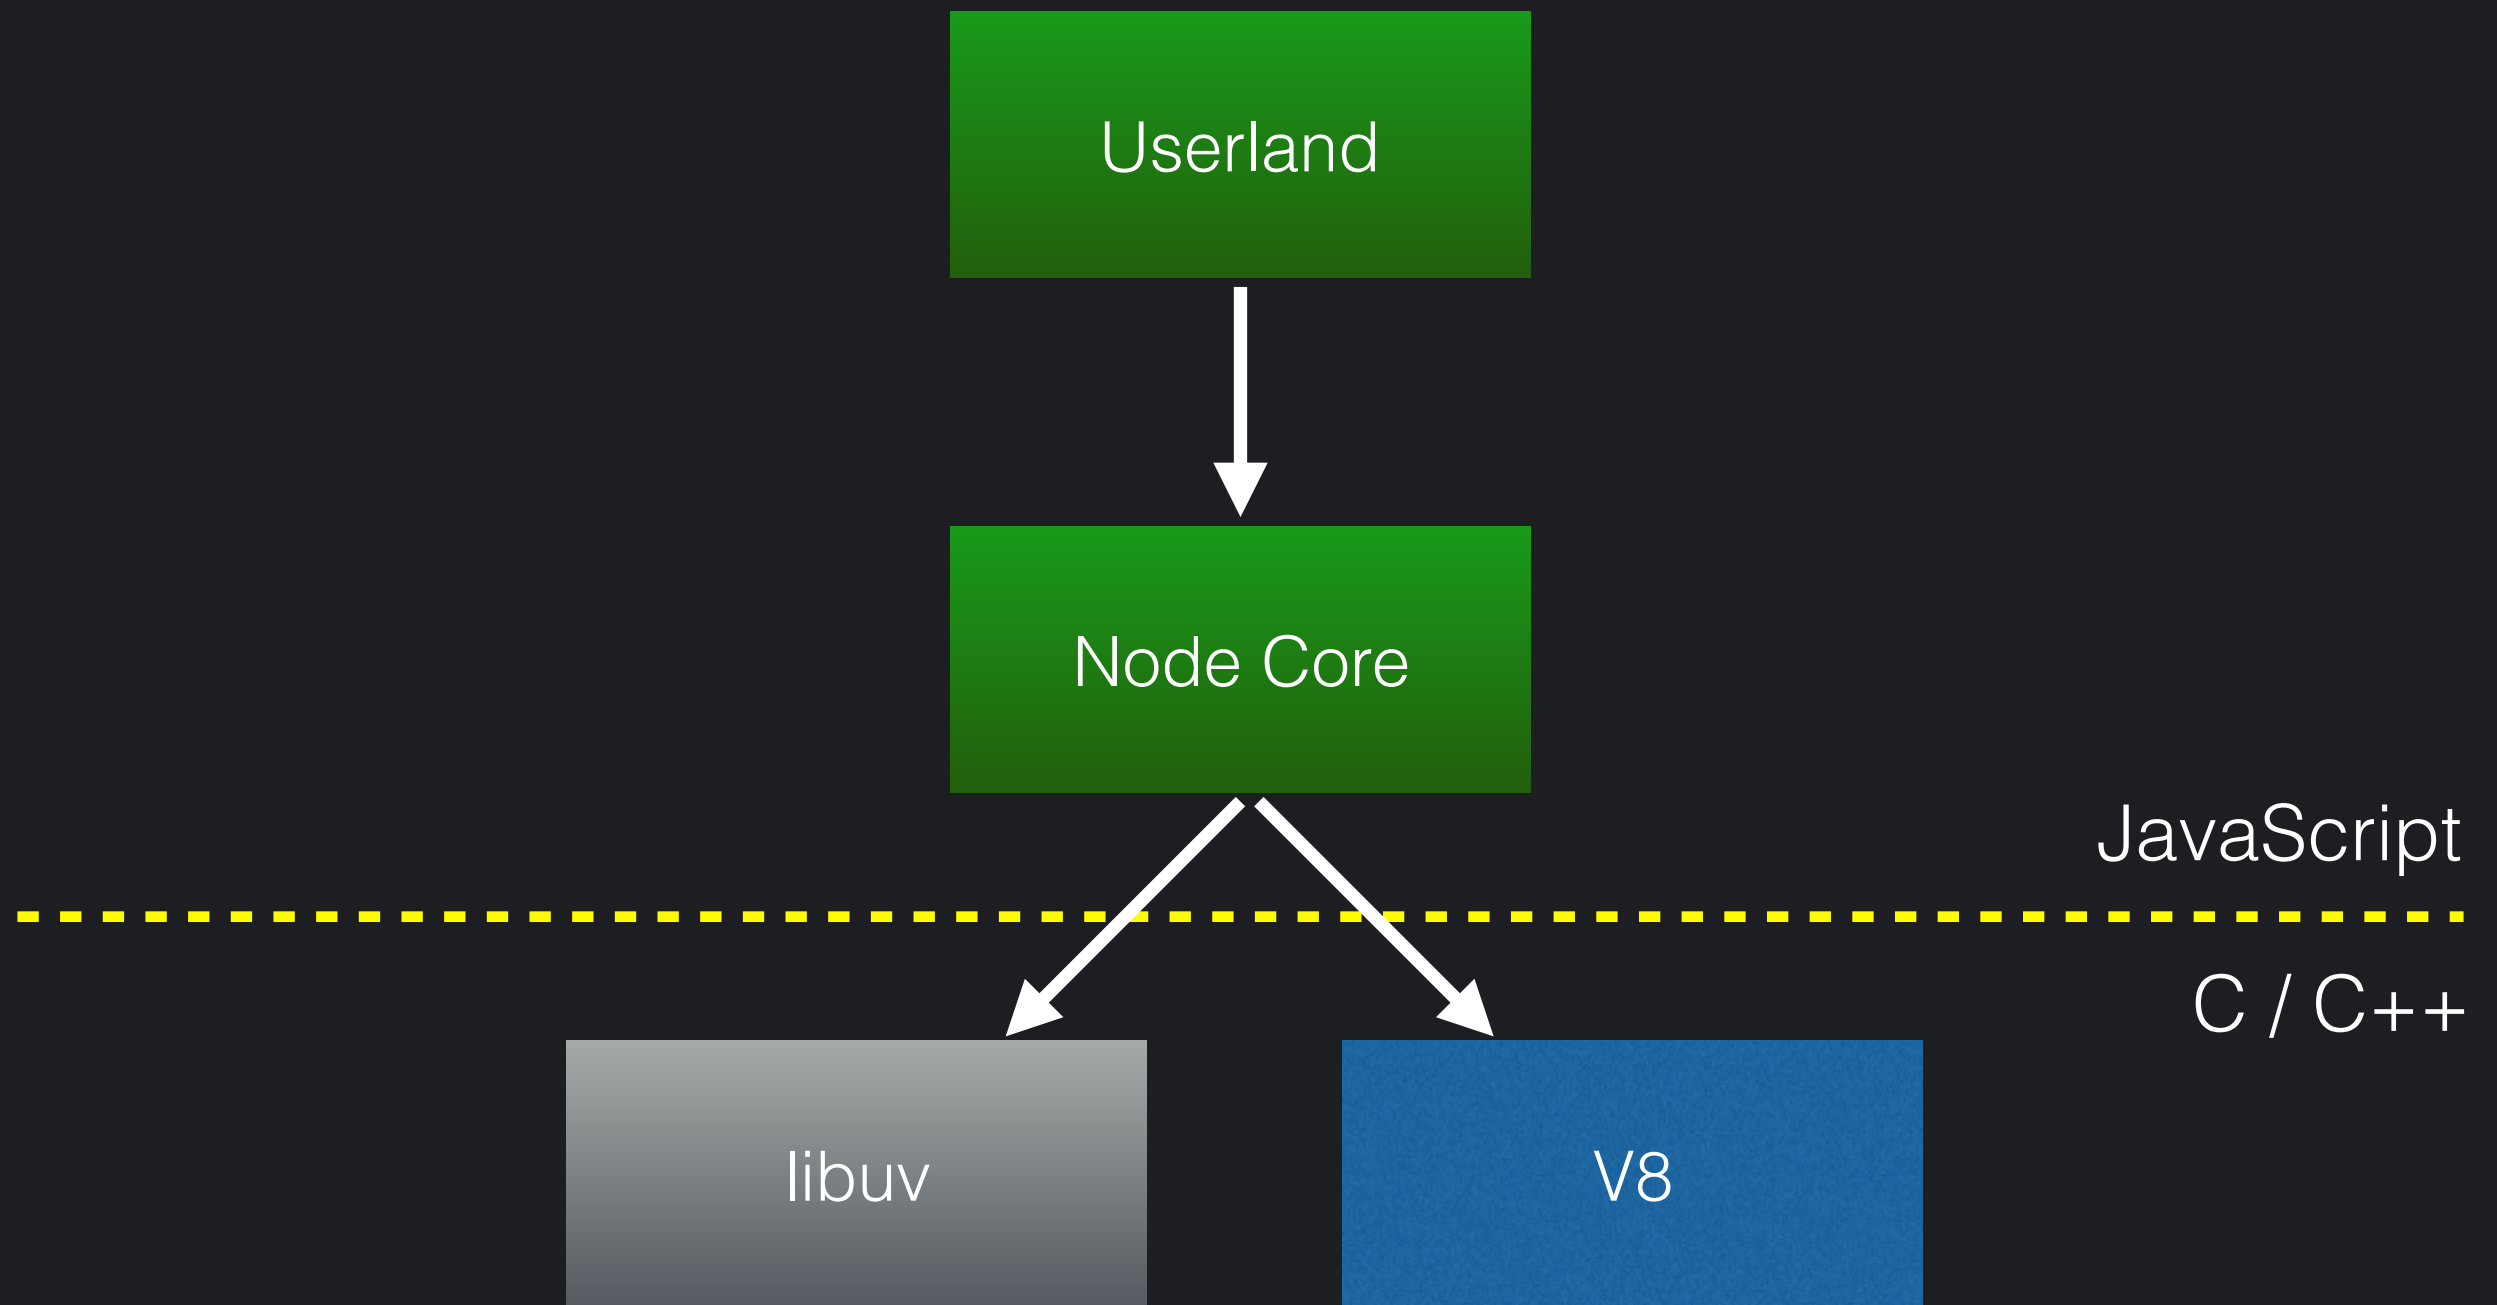 Userland
Node Core
JavaScript
C / C++
libuv
V8